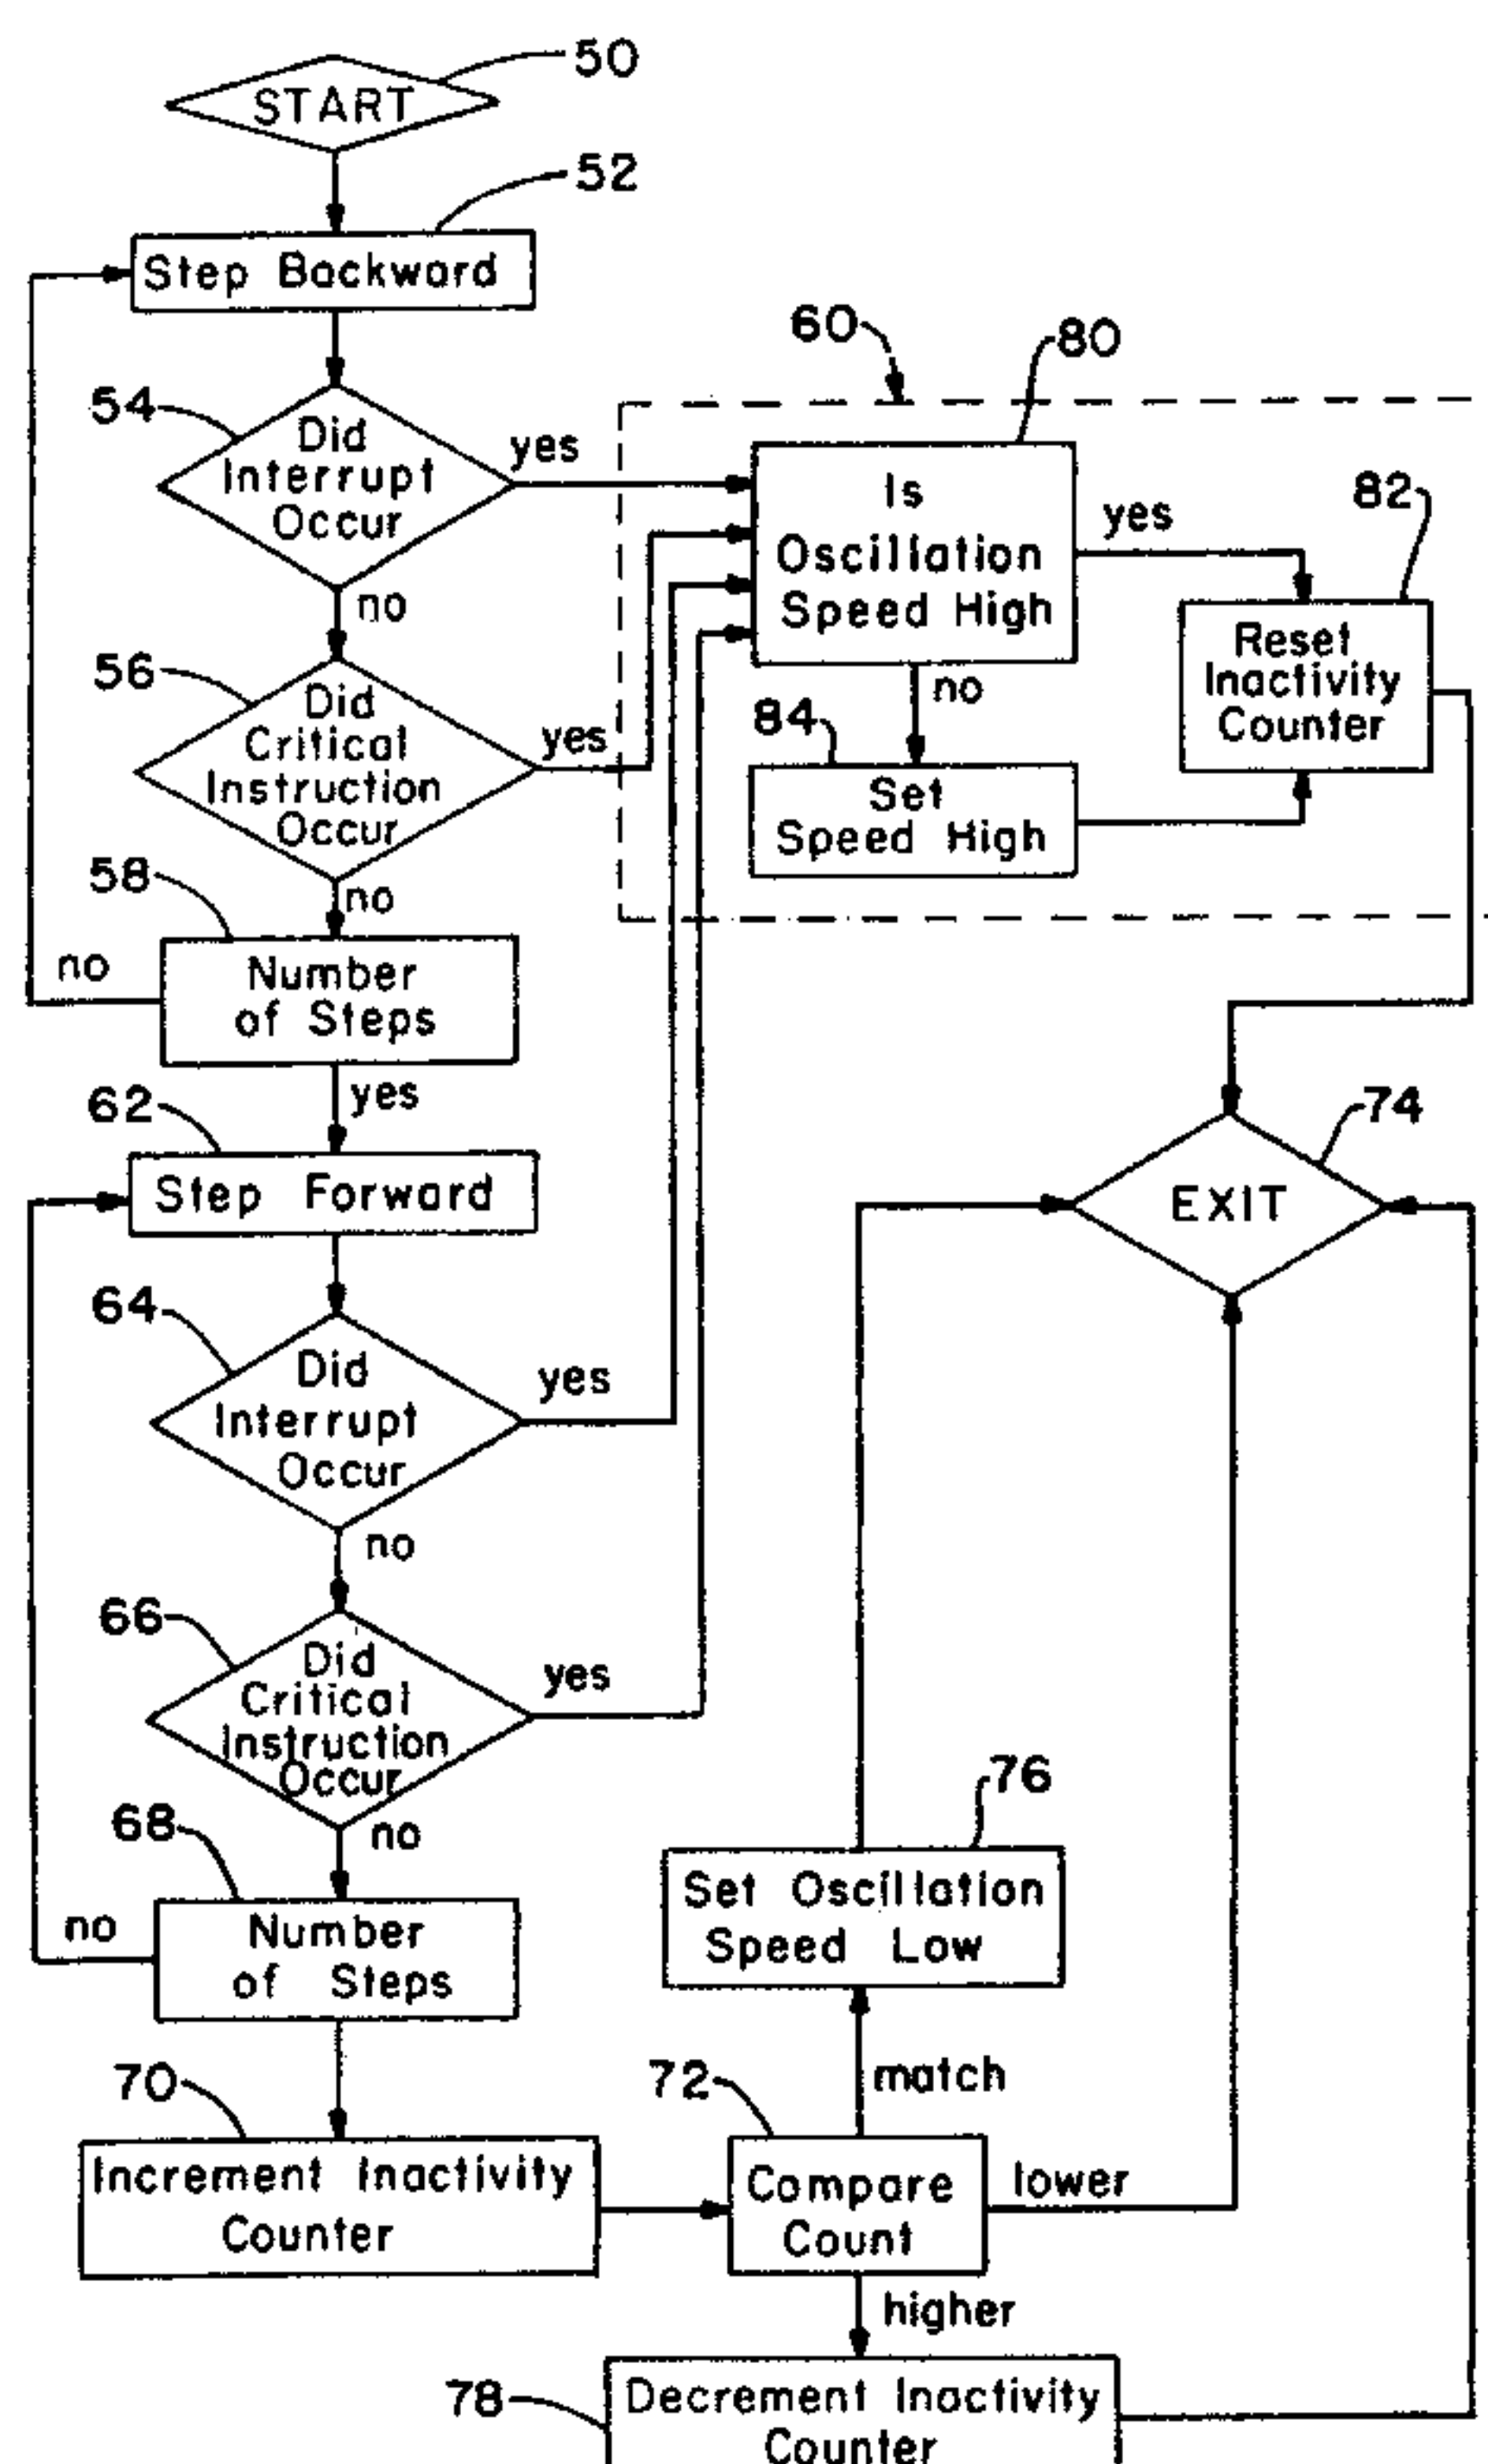 50
START
52
Step Backward
54
Did
Interrupt
Occur
yes
no
56
Did
Critical
Instruction
Occur
yes
no
58
Number
of Steps
no
yes
60
80
Is
Oscillation
Speed High
yes
no
82
Reset
Inactivity
Counter
84
Set
Speed High
62
Step Forward
64
Did
Interrupt
Occur
yes
no
66
Did
Critical
Instruction
Occur
yes
no
68
Number
of Steps
no
70
Increment Inactivity
Counter
72
Compare
Count
match
lower
higher
74
EXIT
76
Set Oscillation
Speed Low
78
Decrement Inactivity
Counter